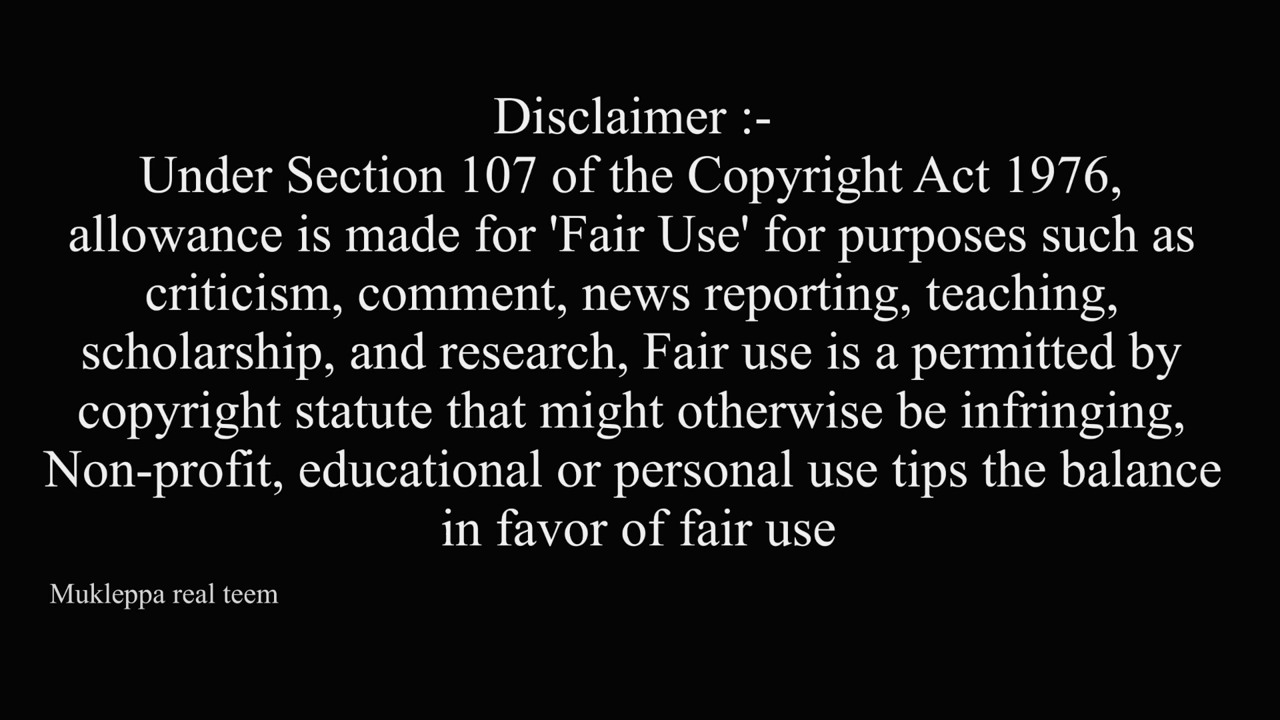 Disclaimer :-
Under Section 107 of the Copyright Act 1976,
allowance is made for 'Fair Use' for purposes such as
criticism, comment, news reporting, teaching,
scholarship, and research, Fair use is a permitted by
copyright statute that might otherwise be infringing,
Non-profit, educational or personal use tips the balance
in favor of fair use
Mukleppa real teem